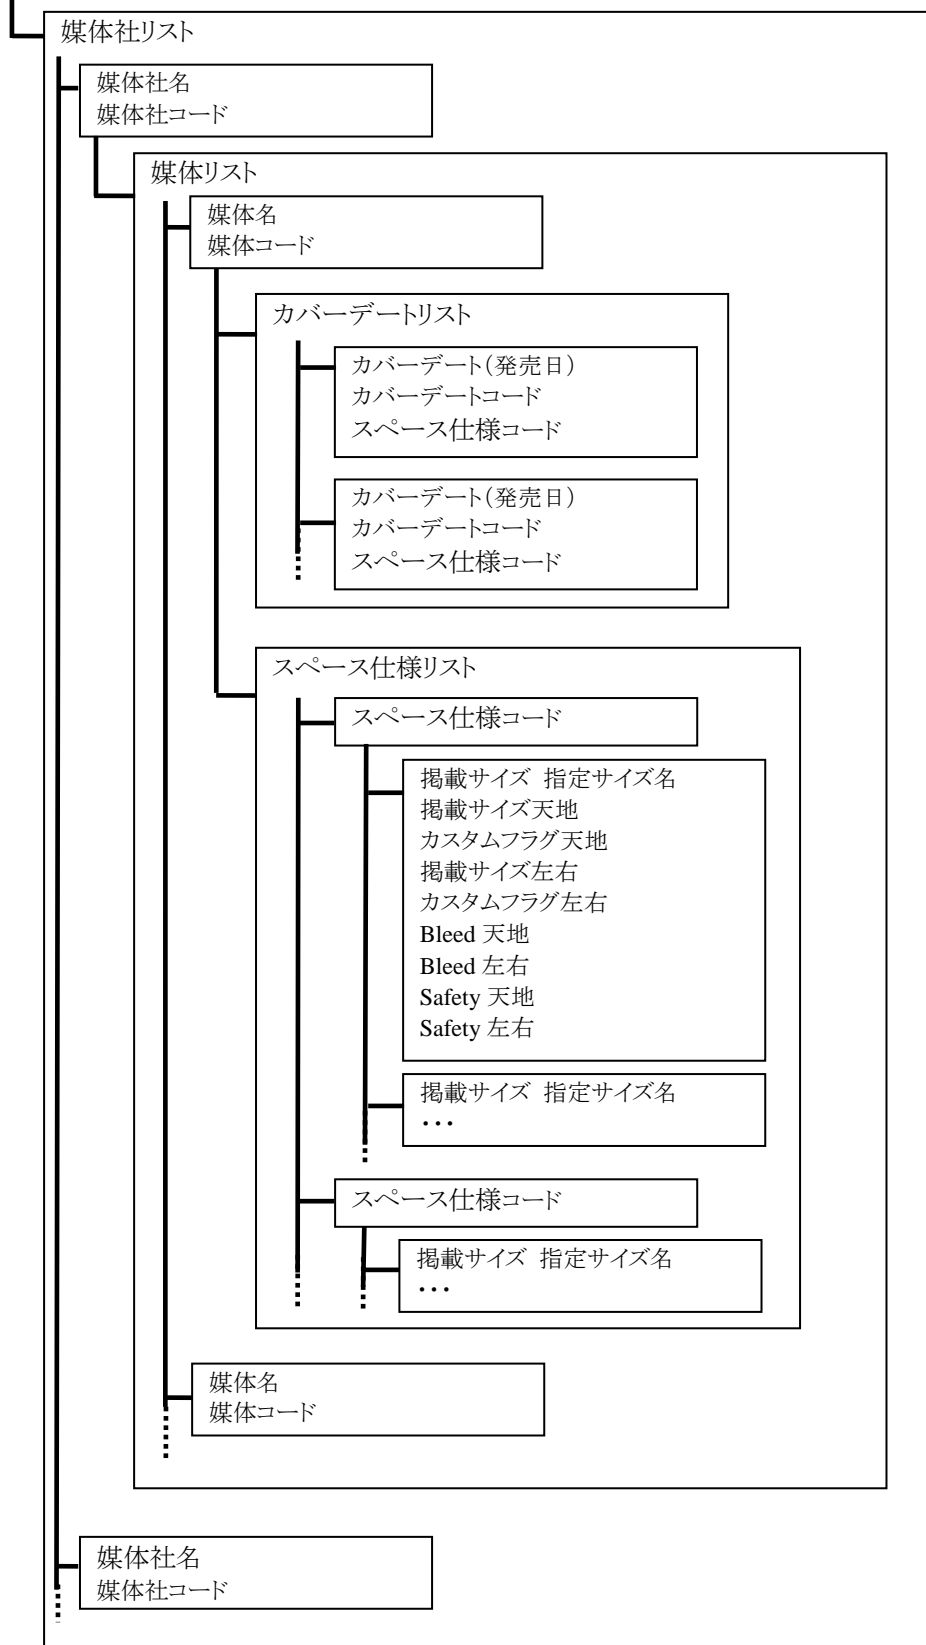 媒体社リスト
媒体社名
媒体社コード
媒体リスト
媒体名
媒体コード
カバーデートリスト
カバーデート(発売日)
カバーデートコード
スペース仕様コード
カバーデート(発売日)
カバーデートコード
スペース仕様コード
スペース仕様リスト
スペース仕様コード
掲載サイズ 指定サイズ名
掲載サイズ天地
カスタムフラグ天地
掲載サイズ左右
カスタムフラグ左右
Bleed 天地
Bleed 左右
Safety 天地
Safety 左右
掲載サイズ 指定サイズ名
・・・
スペース仕様コード
掲載サイズ 指定サイズ名
・・・
媒体名
媒体コード
媒体社名
媒体社コード